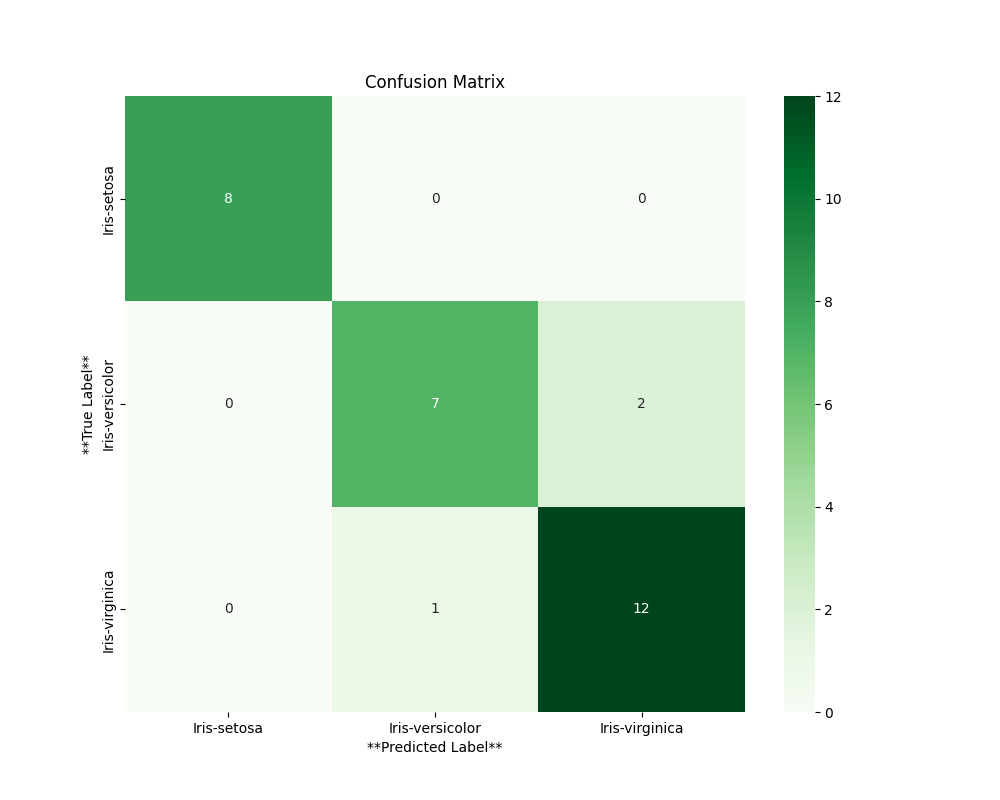 Confusion Matrix
Iris-setosa
8
0
0
Iris-versicolor
0
7
2
Iris-virginica
0
1
12
**True Label**
Iris-setosa
Iris-versicolor
Iris-virginica
**Predicted Label**
12
10
8
6
4
2
0